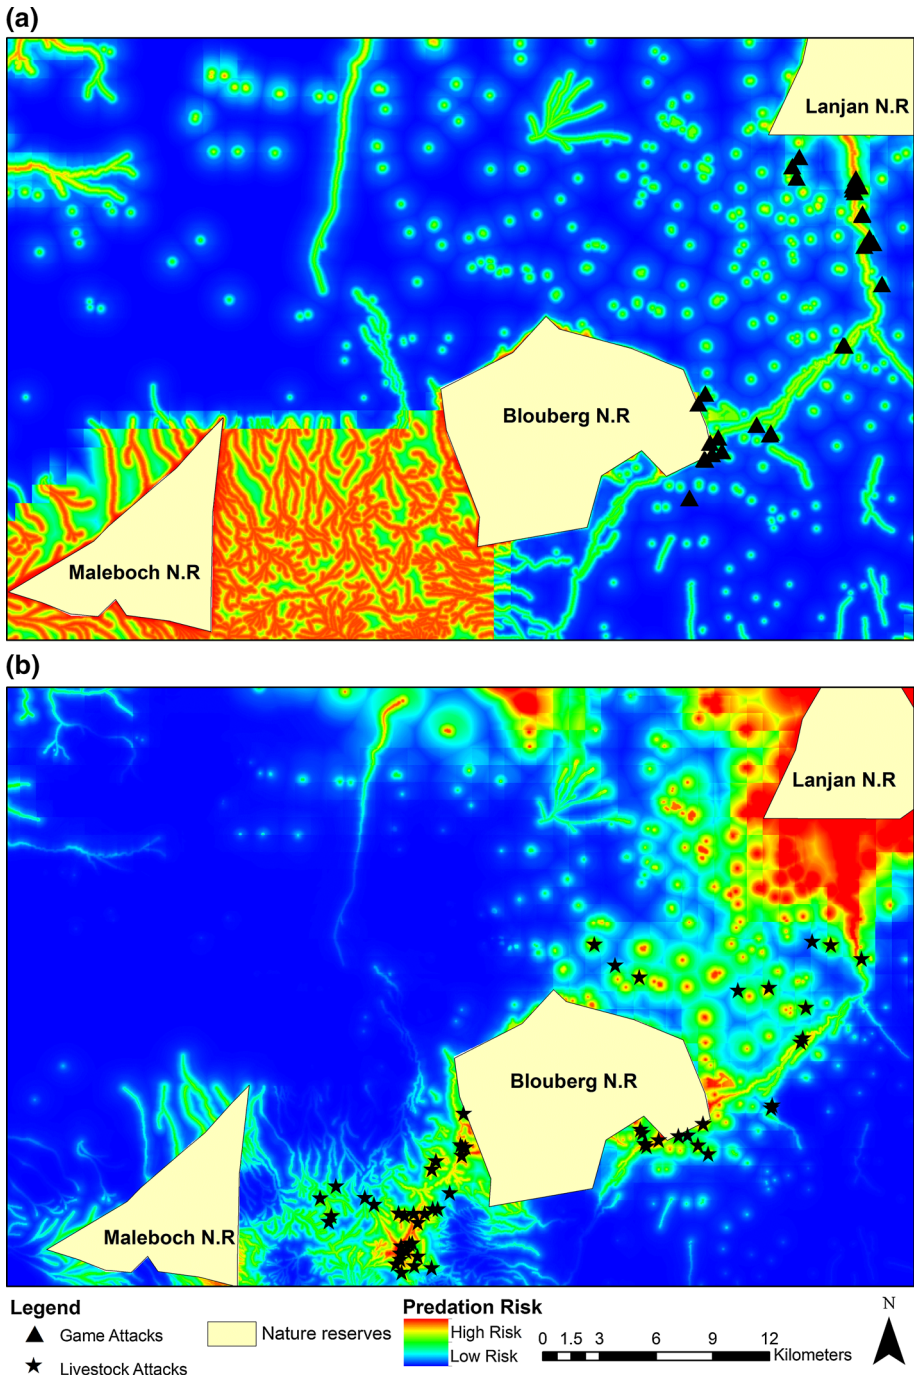 (a)
Lanjan N.R
Blouberg N.R
Maleboch N.R
(b)
Lanjan N.R
Blouberg N.R
Maleboch N.R
Legend
Game Attacks
Livestock Attacks
Nature reserves
Predation Risk
High Risk
Low Risk
0 1.5 3 6 9 12
Kilometers
N